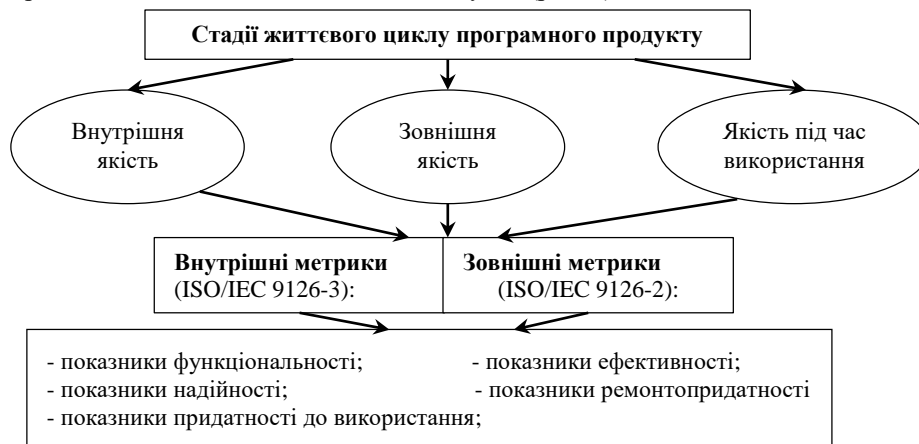 Стадії життєвого циклу програмного продукту
Внутрішня
якість
Зовнішня
якість
Якість під час
використання
Внутрішні метрики
(ISO/IEC 9126-3):
Зовнішні метрики
(ISO/IEC 9126-2):
- показники функціональності; - показники ефективності;
- показники надійності; - показники ремонтопридатності
- показники придатності до використання;